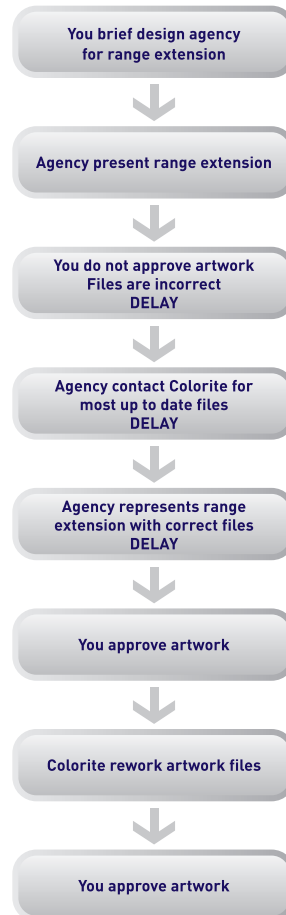 You brief design agency
for range extension
Agency present range extension
You do not approve artwork
Files are incorrect
DELAY
Agency contact Colorite for
most up to date files
DELAY
Agency represents range
extension with correct files
DELAY
You approve artwork
Colorite rework artwork files
You approve artwork